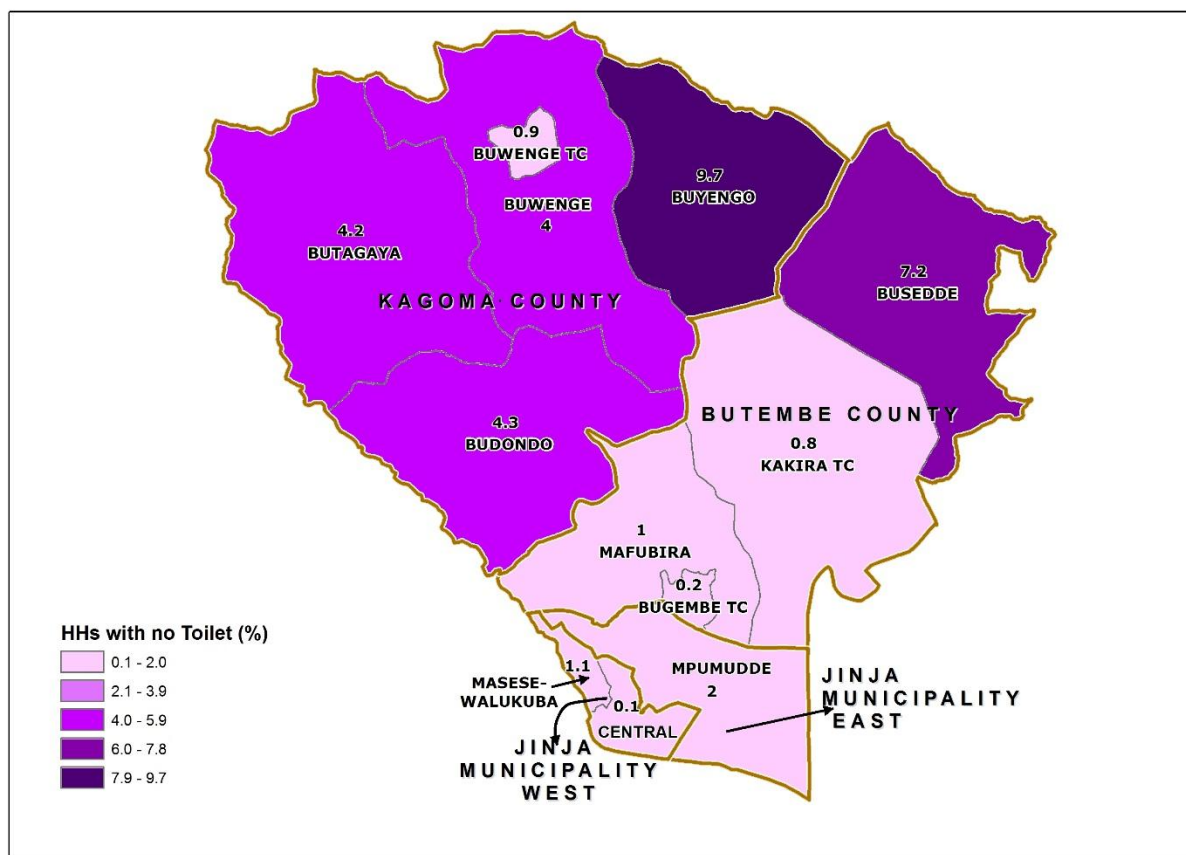 0.9
BUWENGE TC
9.7
BUYENGO
BUWENGE
4
4.2
BUTAGAYA
7.2
BUSEDDE
KAGOMA COUNTY
BUTEMBE COUNTY
4.3
BUDONDO
0.8
KAKIRA TC
1
MAFUBIRA
0.2
BUGEMBE TC
HHs with no Toilet (%)
0.1 - 2.0
2.1 - 3.9
4.0 - 5.9
6.0 - 7.8
7.9 - 9.7
1.1
MASESE-
WALUKUBA
MPUMUDDE
2
0.1
CENTRAL
JINJA
MUNICIPALITY
EAST
JINJA
MUNICIPALITY
WEST